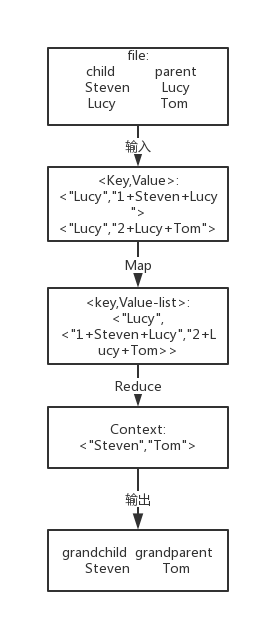 file:
child parent
Steven Lucy
Lucy Tom
输入
<Key,Value>:
<"Lucy","1+Steven+Lucy
">
<"Lucy","2+Lucy+Tom">
Map
<key,Value-list>:
<"Lucy",
<"1+Steven+Lucy","2+L
ucy+Tom>>
Reduce
Context:
<"Steven","Tom">
输出
grandchild grandparent
Steven Tom